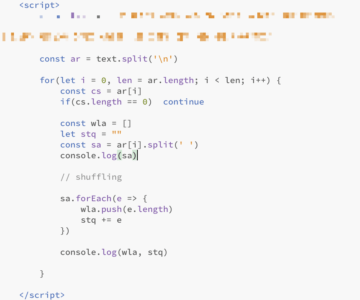 <script>
const ar = text.split('\n')
for(let i = 0, len = ar.length; i < len; i++) {
const cs = ar[i]
if(cs.length == 0) continue
const wla = []
let stq = ""
const sa = ar[i].split(' ')
console.log(sa)
// shuffling
sa.forEach(e => {
wla.push(e.length)
stq += e
})
console.log(wla, stq)
}
</script>